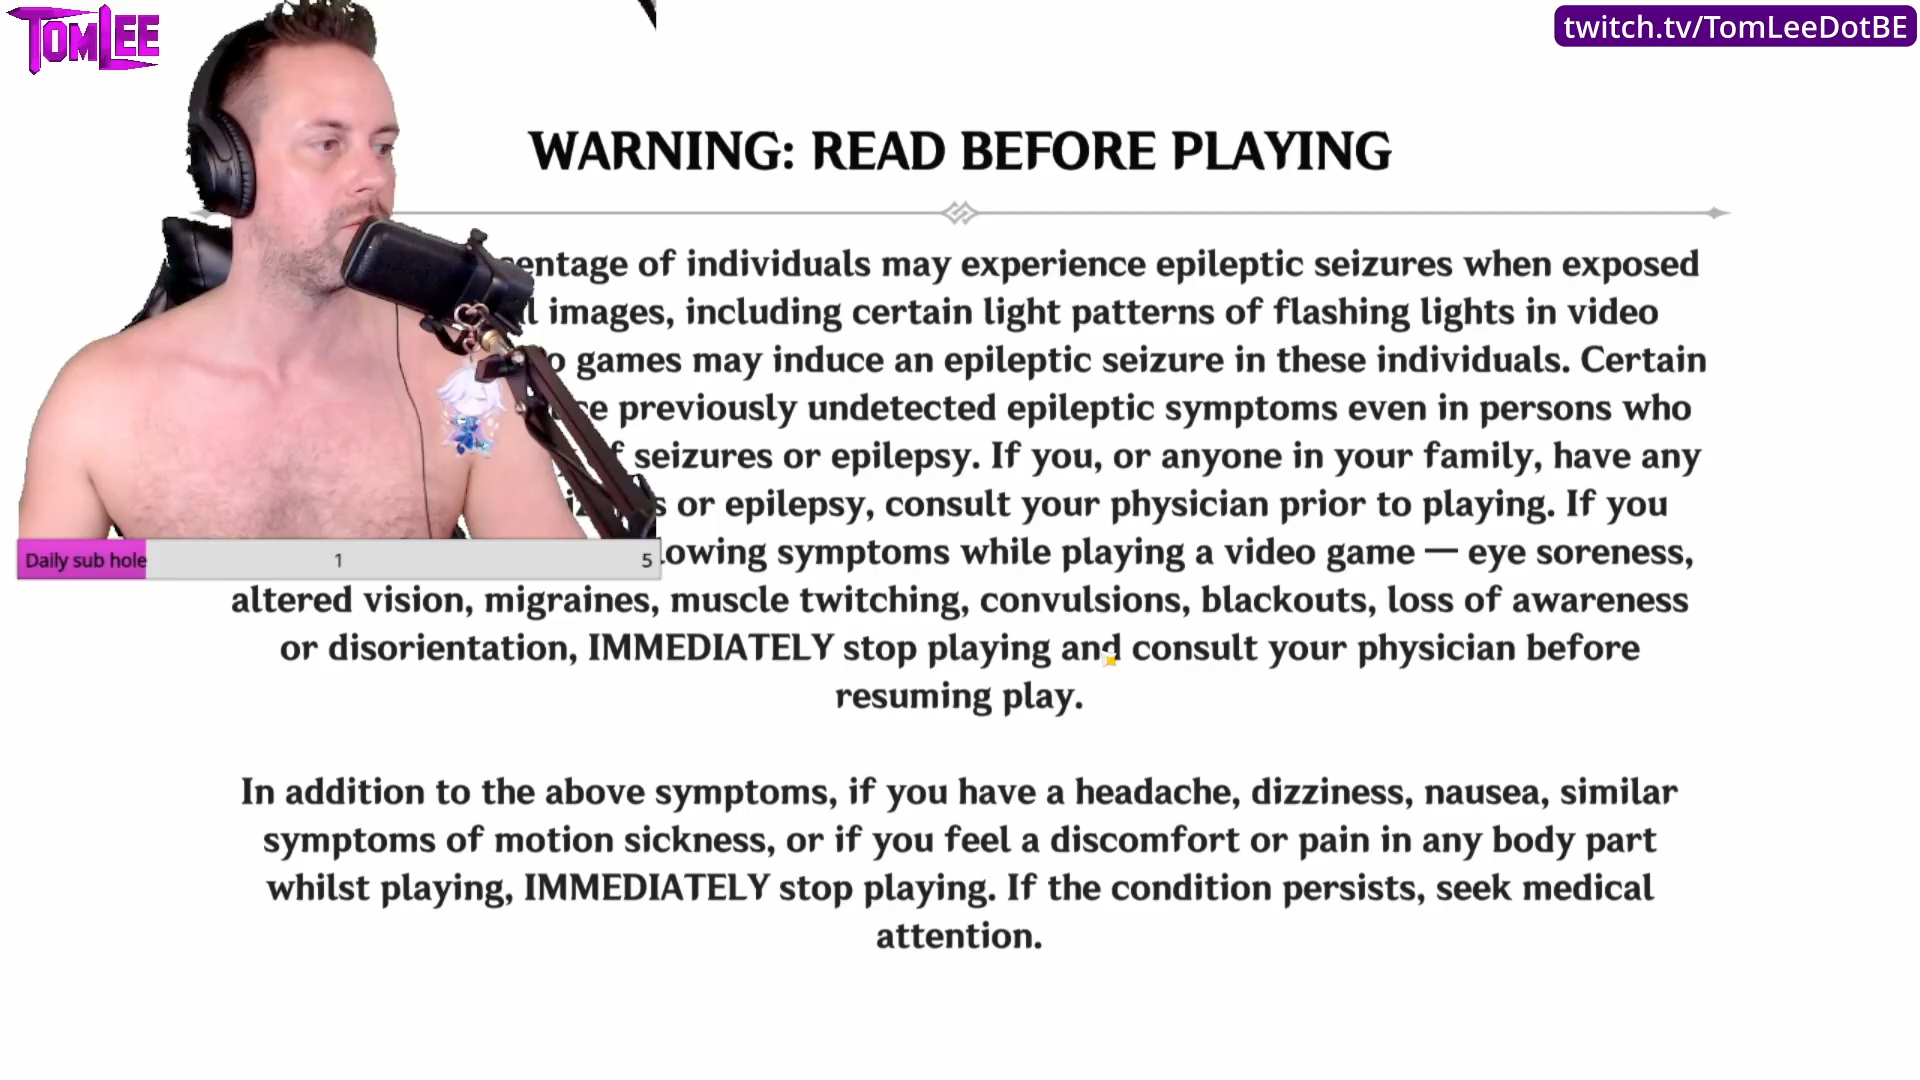 TOMLEE
twitch.tv/TomLeeDotBE
WARNING: READ BEFORE PLAYING
of individuals may experience epileptic seizures when exposed
images, including certain light patterns of flashing lights in video
games may induce an epileptic seizure in these individuals. Certain
previously undetected epileptic symptoms even in persons who
seizures or epilepsy. If you, or anyone in your family, have any
or epilepsy, consult your physician prior to playing. If you
symptoms while playing a video game — eye soreness,
altered vision, migraines, muscle twitching, convulsions, blackouts, loss of awareness
or disorientation, IMMEDIATELY stop playing and consult your physician before
resuming play.
In addition to the above symptoms, if you have a headache, dizziness, nausea, similar
symptoms of motion sickness, or if you feel a discomfort or pain in any body part
whilst playing, IMMEDIATELY stop playing. If the condition persists, seek medical
attention.
Daily sub hole 1 5